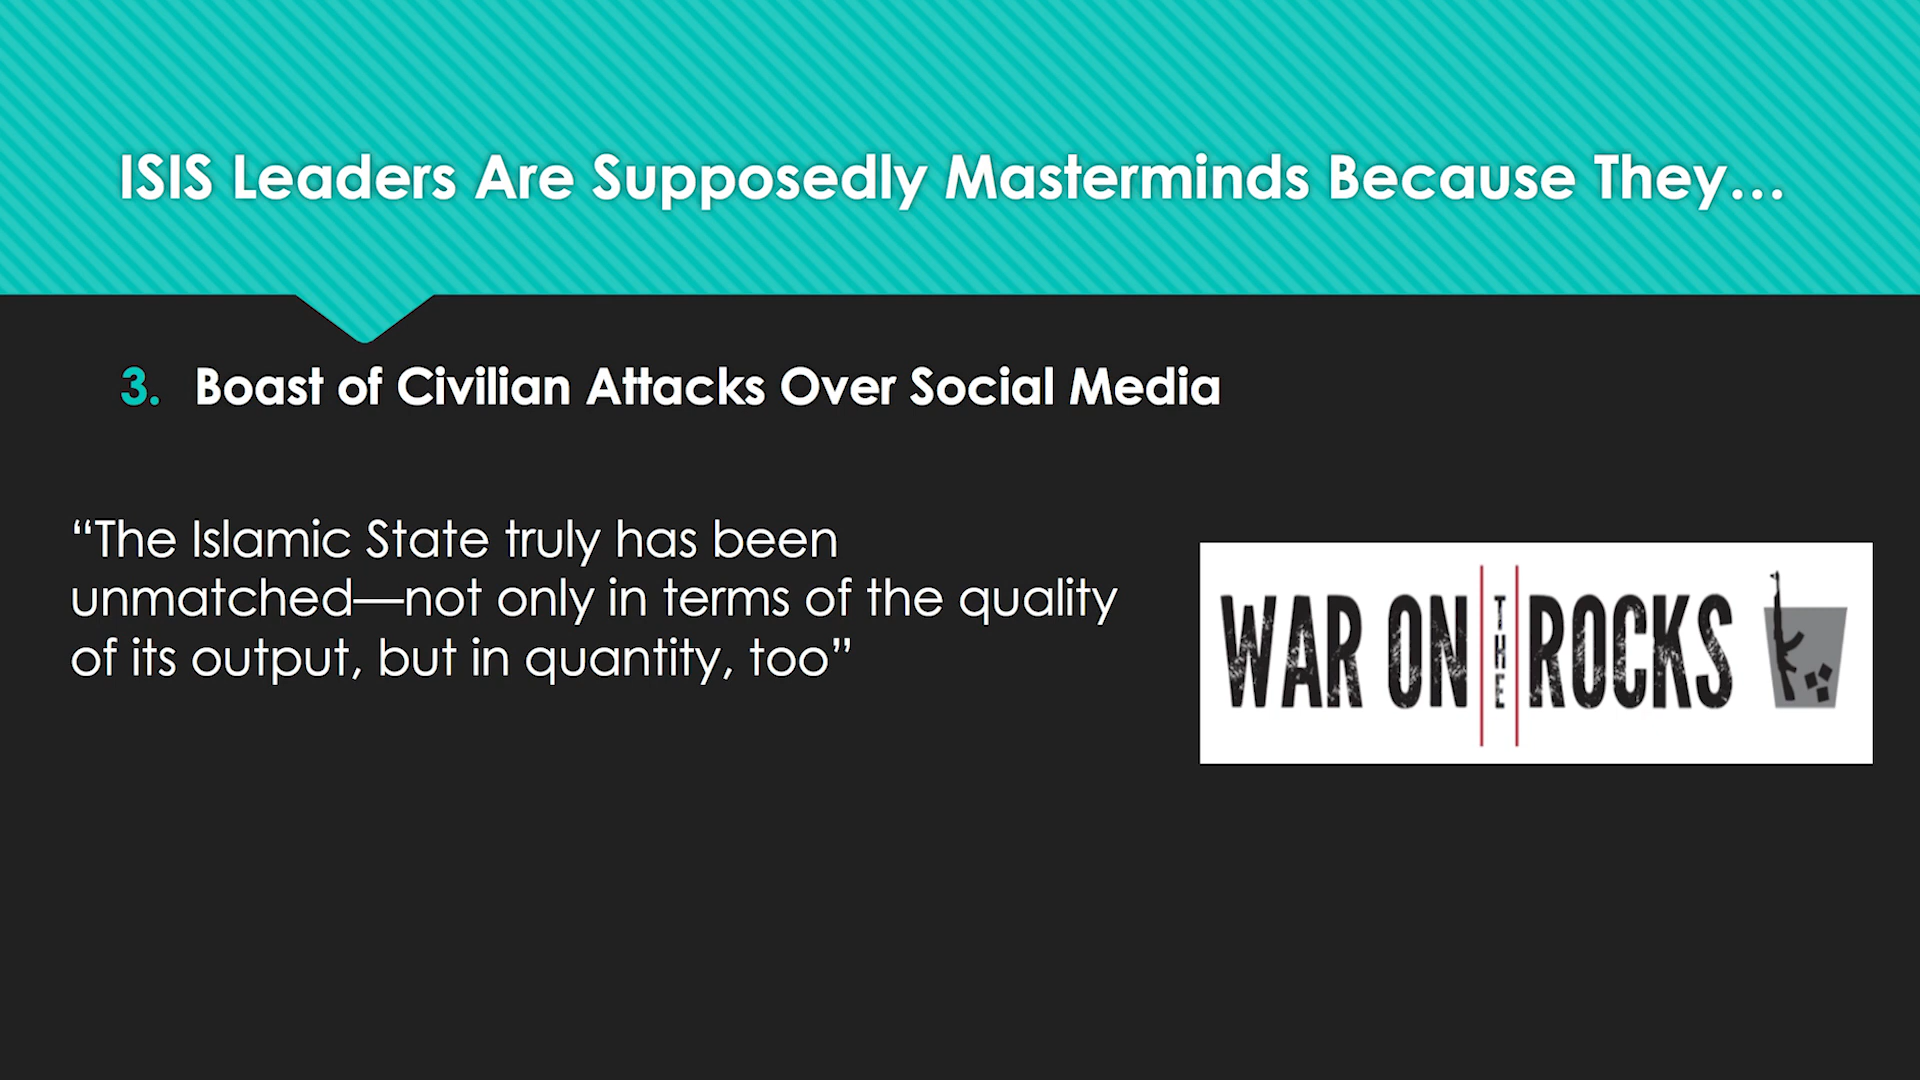 ISIS Leaders Are Supposedly Masterminds Because They…
3. Boast of Civilian Attacks Over Social Media
“The Islamic State truly has been
unmatched—not only in terms of the quality
of its output, but in quantity, too”
WAR ON THE ROCKS